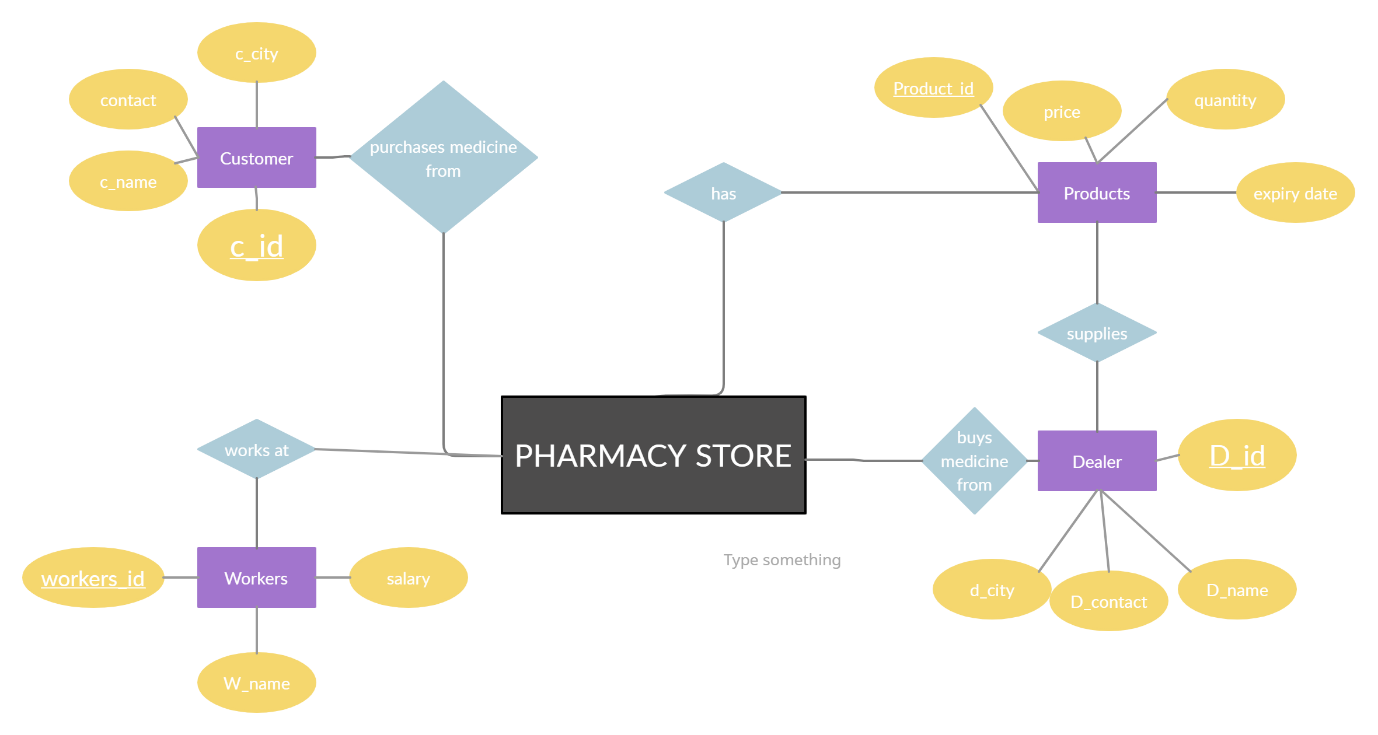 c_city
contact
Customer
c_name
c_id
purchases medicine
from
Product_id
price
quantity
has
Products
expiry date
supplies
works at
PHARMACY STORE
buys
medicine
from
Dealer
D_id
workers_id
Workers
salary
W_name
Type something
d_city
D_contact
D_name